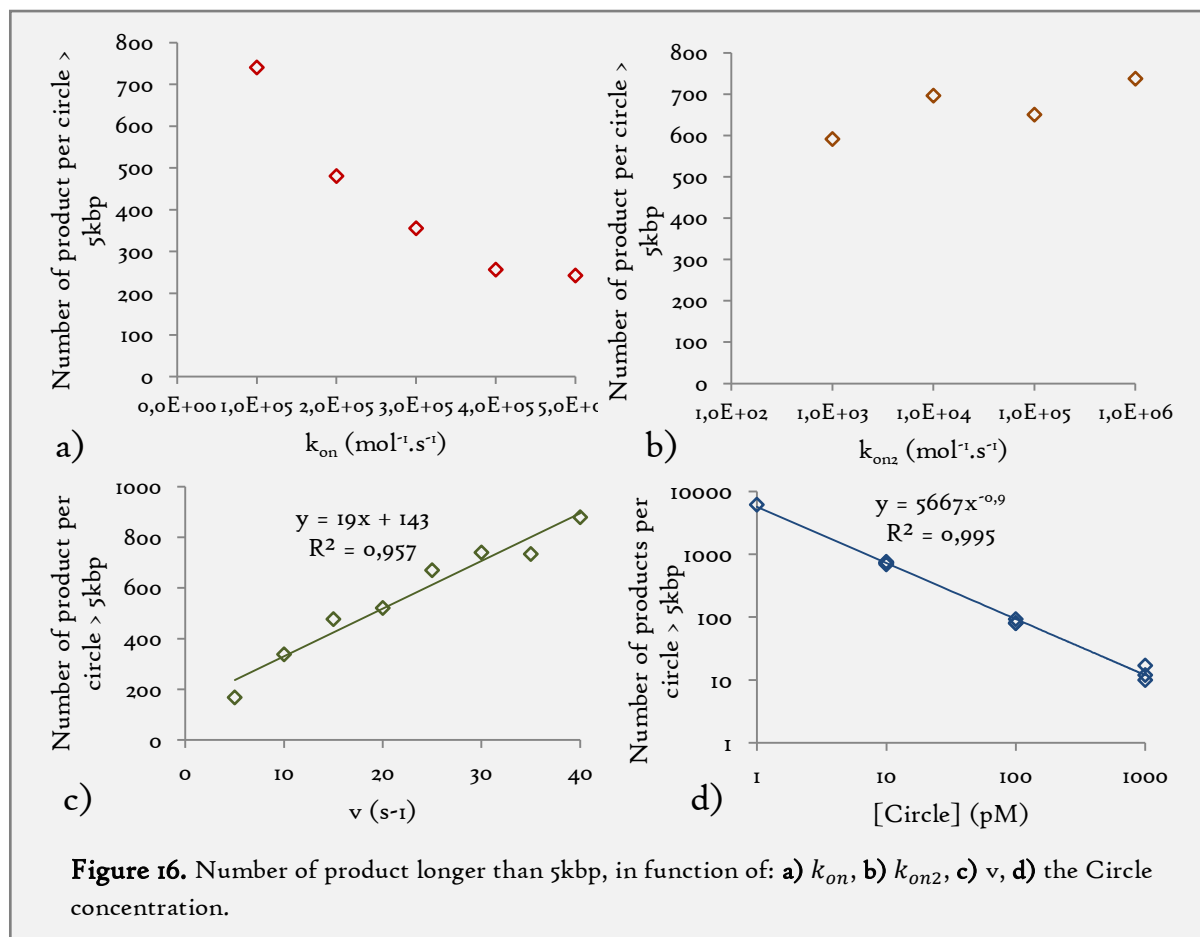 Number of product per circle >
5kbp
800
700
600
500
400
300
200
100
0
0,0E+00 1,0E+05 2,0E+05 3,0E+05 4,0E+05 5,0E+0
k_on (mol⁻¹.s⁻¹)
a)
Number of product per circle >
5kbp
800
700
600
500
400
300
200
100
0
1,0E+02 1,0E+03 1,0E+04 1,0E+05 1,0E+06
k_on2 (mol⁻¹.s⁻¹)
b)
Number of product per
circle > 5kbp
1000
800
600
400
200
0
y = 19x + 143
R² = 0,957
0 10 20 30 40
v (s-1)
c)
Number of products per
circle > 5kbp
10000
1000
100
10
1
y = 5667x⁻⁰,⁹
R² = 0,995
1 10 100 1000
[Circle] (pM)
d)
Figure 16. Number of product longer than 5kbp, in function of: a) k_on, b) k_on2, c) v, d) the Circle
concentration.